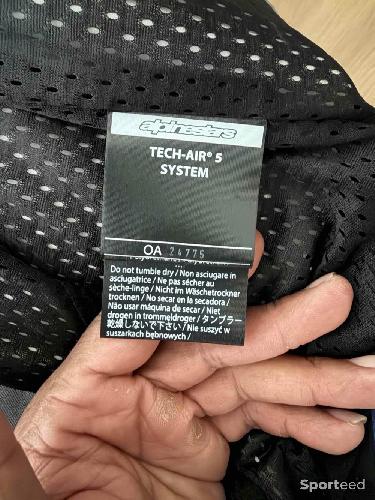 alpinestars
TECH-AIR® 5
SYSTEM
OA 24775
Do not tumble dry / Non asciugare in
asciugatrice / Ne pas sécher au
sèche-linge / Nicht im Wäschetrockner
trocknen / No secar en la secadora /
Não usar máquina de secar / Niet
drogen in trommeldroger / タンブラー
乾燥しないで下さい / Nie suszyć w
suszarkach bębnowych /
Sporteed